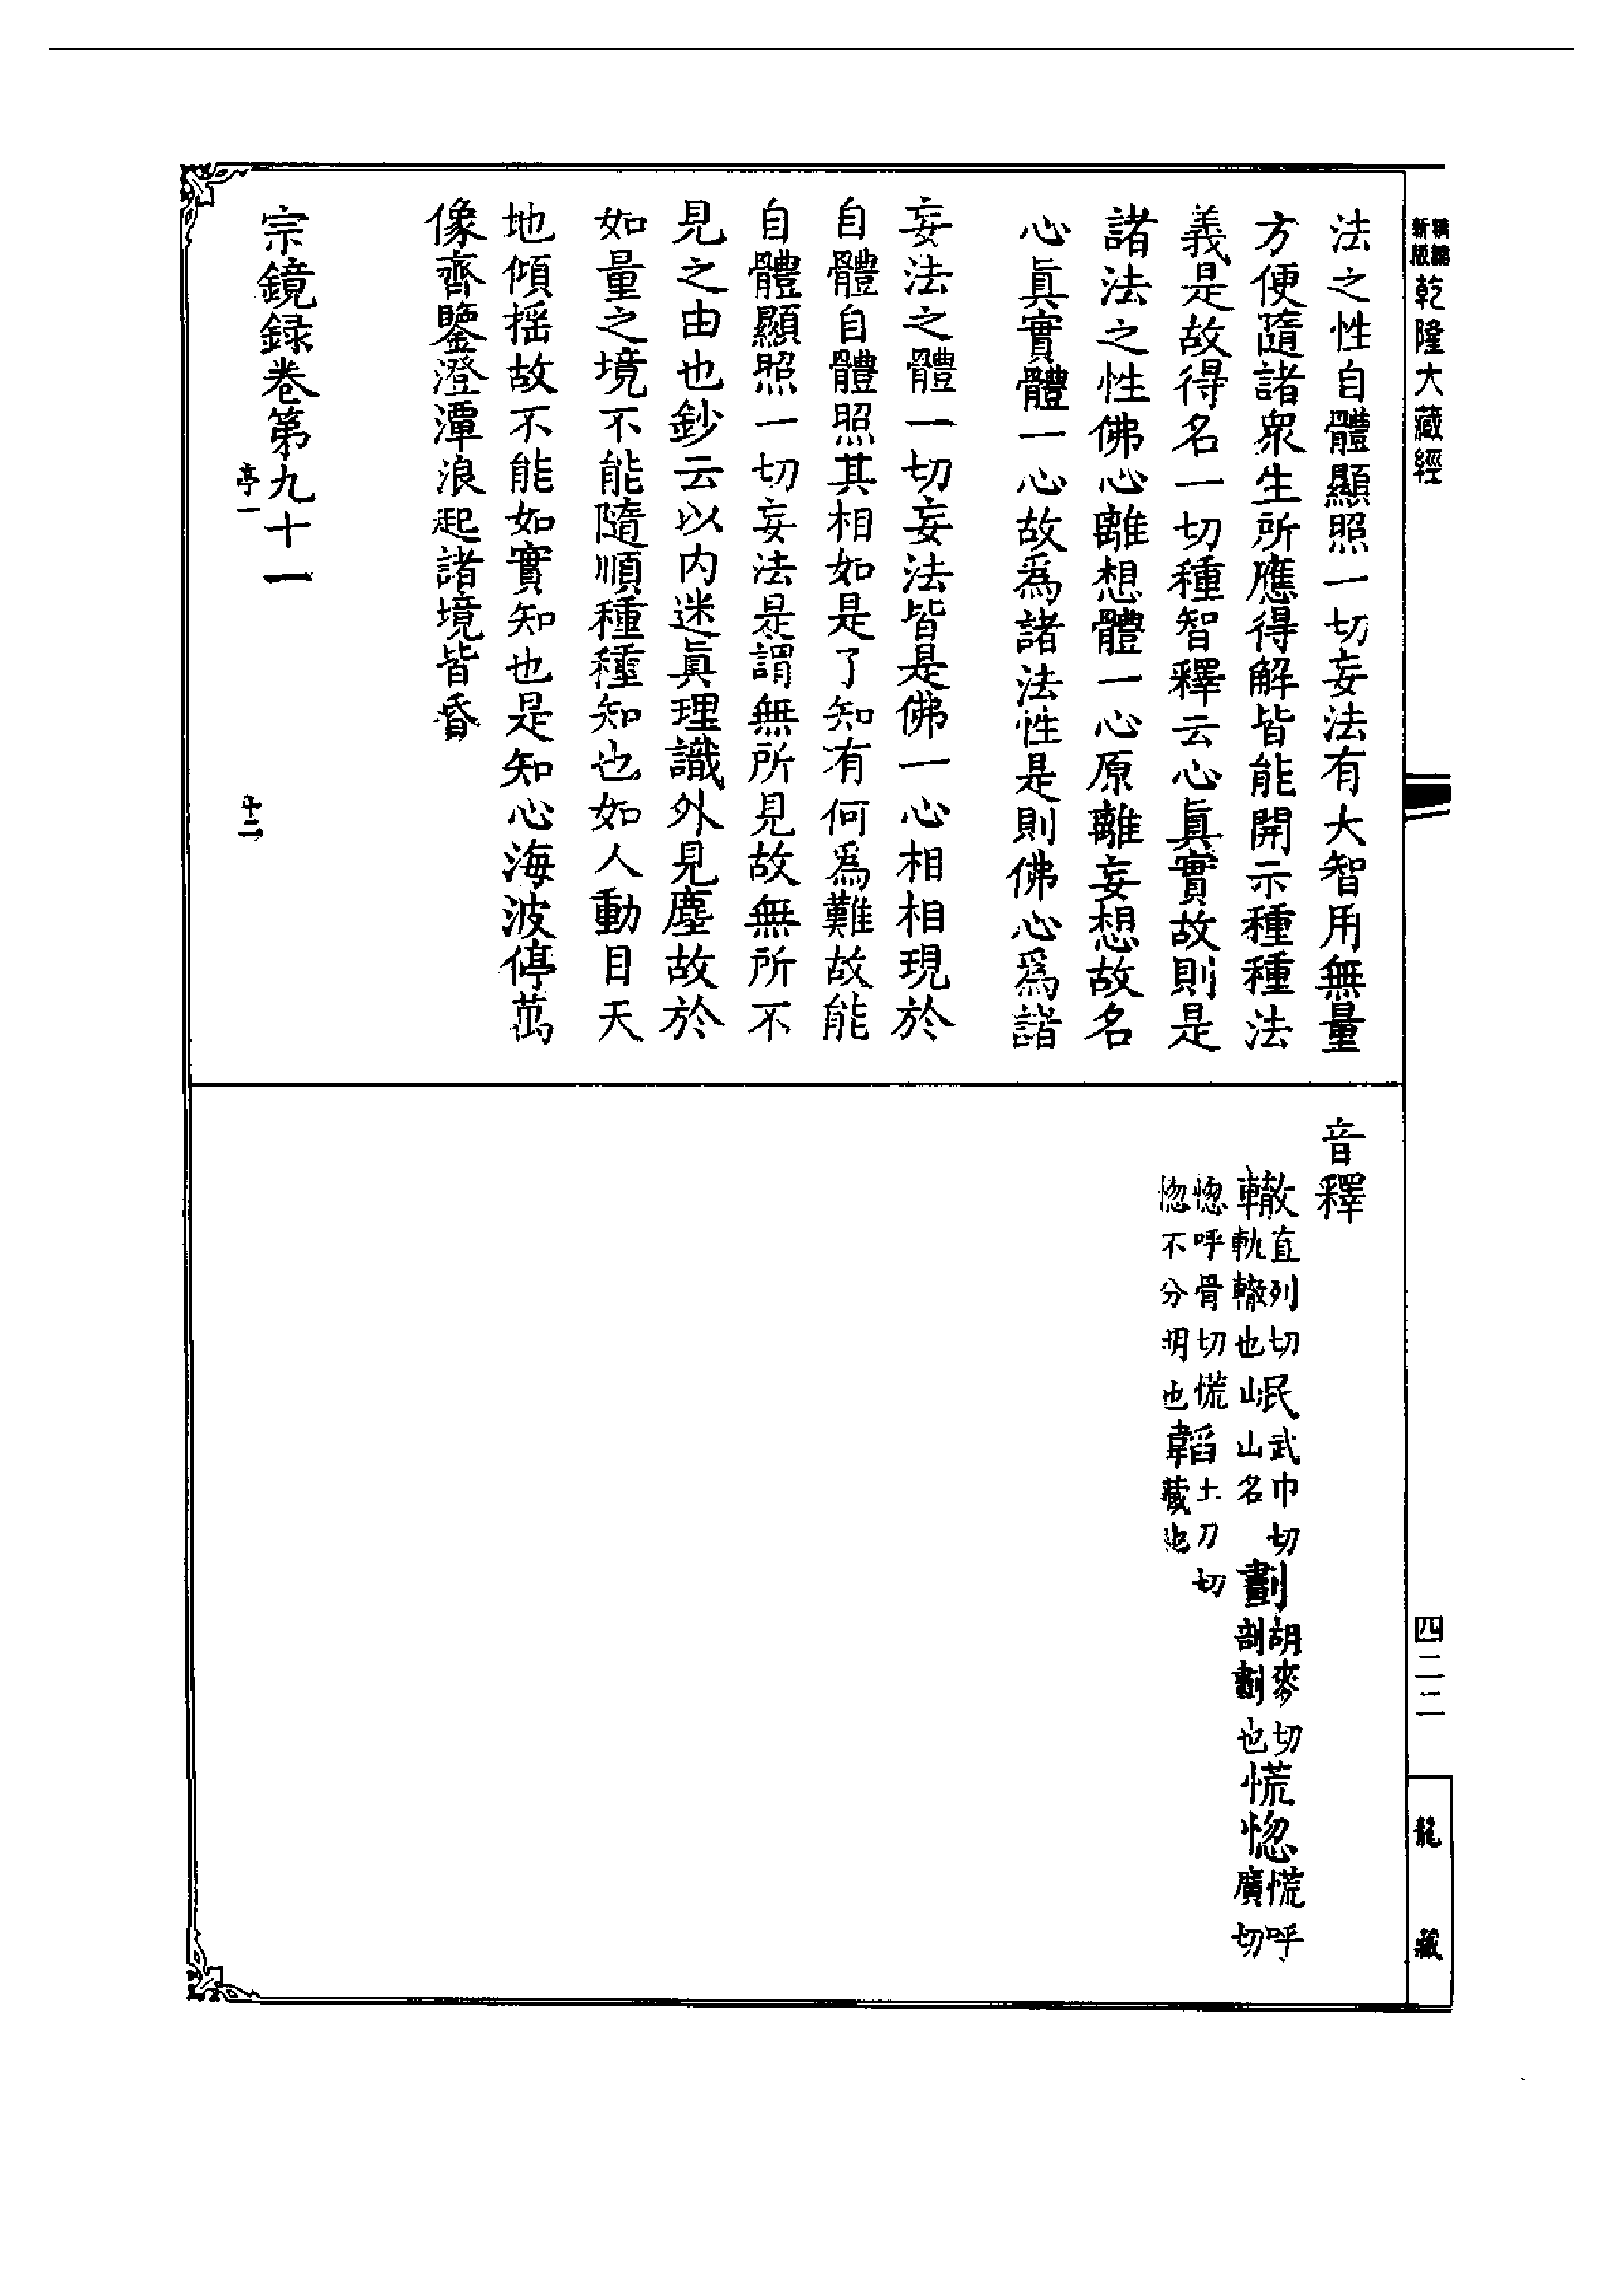 乾隆大藏經
法之性自體顯照一切妄法有大智用無量
方便隨諸衆生所應得解皆能開示種種法
義是故得名一切種智釋云心眞實故則是
諸法之性佛心離想體一心原離妄想故名
心眞實體一心故爲諸法性是則佛心爲諸
妄法之體一切妄法皆是佛一心相相現於
自體自體照其相如是了知有何爲難故能
自體顯照一切妄法是謂無所見故無所不
見之由也鈔云以内迷眞理識外見塵故於
如量之境不能隨順種種知也如人動目天
地傾揺故不能如實知也是知心海波停萬
像齊鑒澄潭浪起諸境皆昏
宗鏡録卷第九十一
亭一
十二
音釋
轍直列切軌轍也 岷武巾切山名 劃胡麥切剖劃也 慌惚慌呼廣切
惚呼骨切慌惚不分明也 韜土刀切藏也
四二二
龍藏